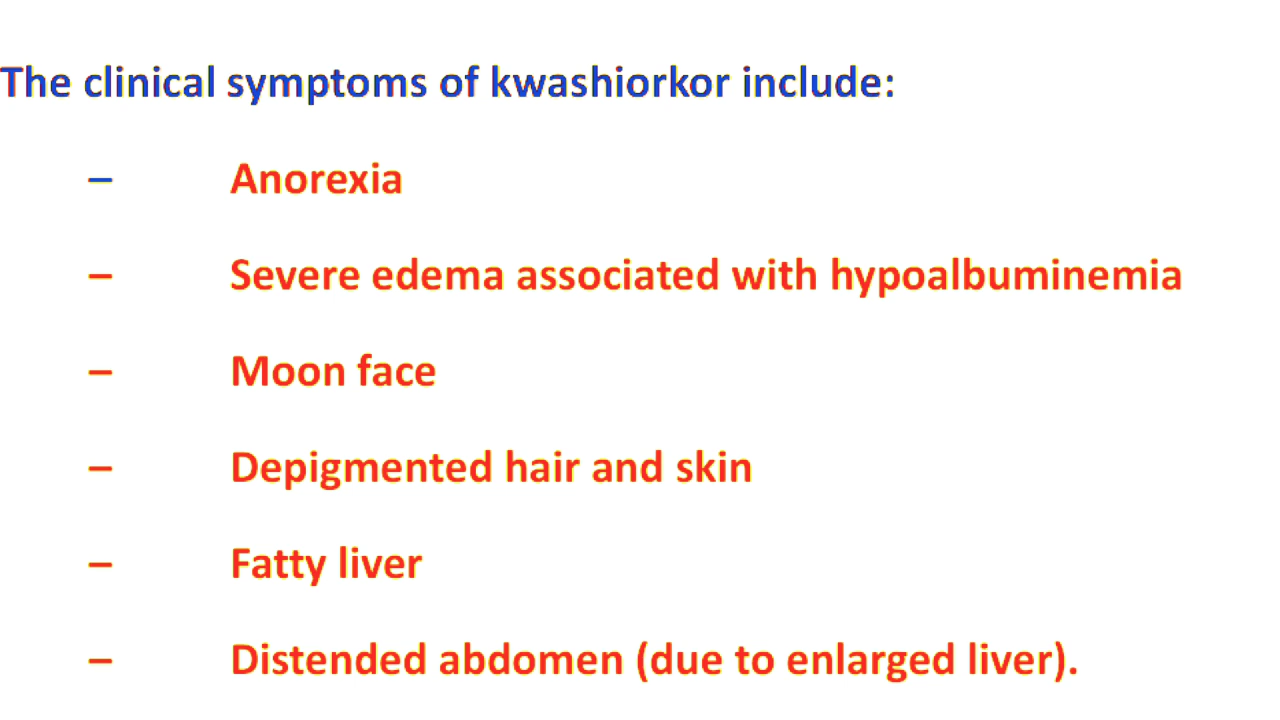 The clinical symptoms of kwashiorkor include:
– Anorexia
– Severe edema associated with hypoalbuminemia
– Moon face
– Depigmented hair and skin
– Fatty liver
– Distended abdomen (due to enlarged liver).